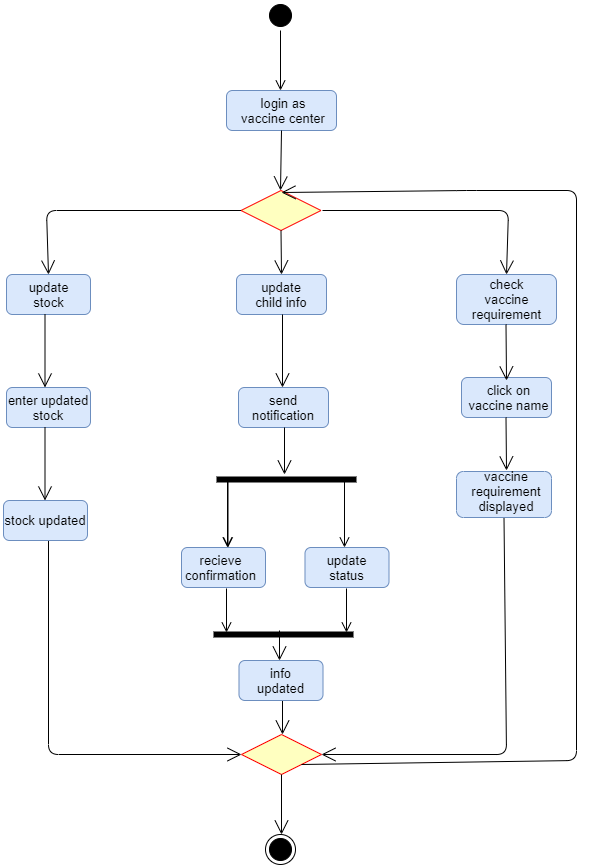 login as
vaccine center
update
stock
update
child info
check
vaccine
requirement
enter updated
stock
send
notification
click on
vaccine name
stock updated
vaccine
requirement
displayed
recieve
confirmation
update
status
info
updated